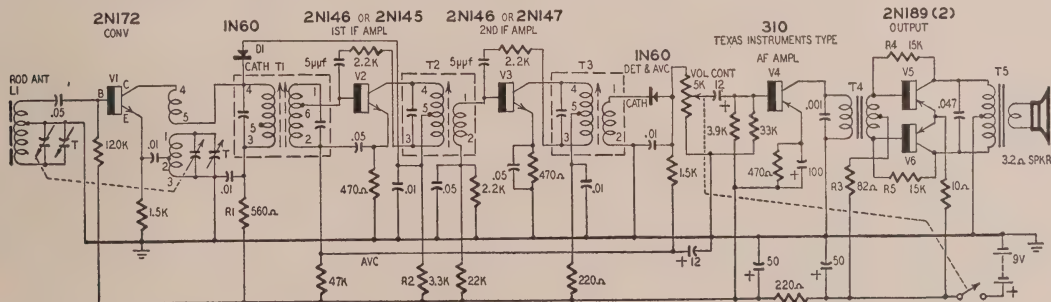 2N172
CONV
1N60
2N146 OR 2N145
1ST IF AMPL
2N146 OR 2N147
2ND IF AMPL
1N60
DET & AVC
310
TEXAS INSTRUMENTS TYPE
AF AMPL
2N189 (2)
OUTPUT
ROD ANT
L1
.05
V1
B
C
E
4
5
D1
CATH T1
4
5
3
1
6
2
5μμf
2.2K
V2
T2
4
5
3
1
2
5μμf
2.2K
V3
T3
4
5
3
1
2
CATH
VOL CONT
5K
12
+
V4
.001
T4
R4 15K
V5
V6
R5 15K
.047
T5
3.2Ω SPKR
T
T
1
2
3
12.0K
.01
.01
1.5K
R1
560Ω
.05
470Ω
.01
.05
2.2K
.05
470Ω
.01
.01
1.5K
3.9K
33K
470Ω
100
+
R3
82Ω
10Ω
47K
AVC
R2
3.3K
22K
220Ω
+
12
50
+
220Ω
50
+
9V
+